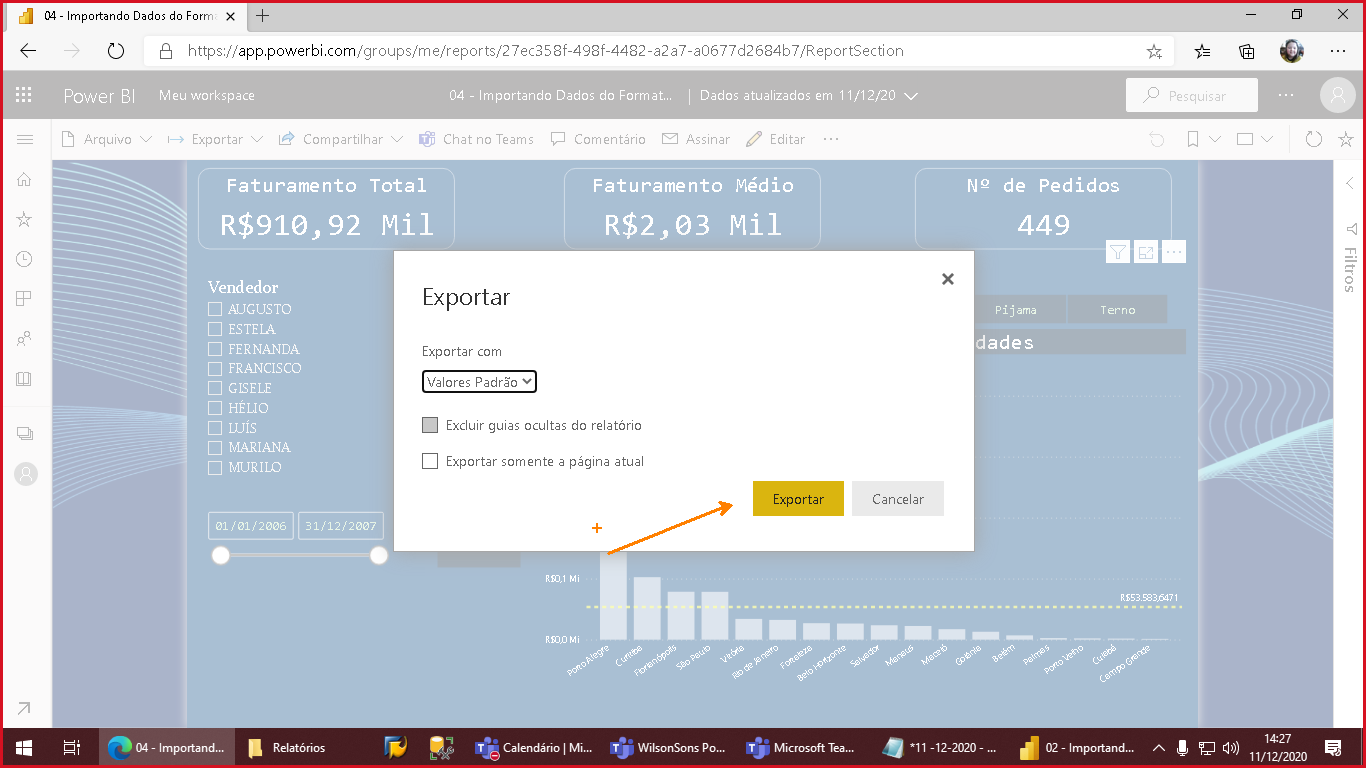 04 - Importando Dados do Forma
https://app.powerbi.com/groups/me/reports/27ec358f-498f-4482-a2a7-a0677d2684b7/ReportSection
Power BI Meu workspace 04 - Importando Dados do Format... | Dados atualizados em 11/12/20 Pesquisar
Arquivo Exportar Compartilhar Chat no Teams Comentário Assinar Editar ...
Faturamento Total
R$910,92 Mil
Faturamento Médio
R$2,03 Mil
Nº de Pedidos
449
Filtros
Vendedor
AUGUSTO
ESTELA
FERNANDA
FRANCISCO
GISELE
HÉLIO
LUÍS
MARIANA
MURILO
01/01/2006 31/12/2007
Exportar
Exportar com
Valores Padrão
Excluir guias ocultas do relatório
Exportar somente a página atual
Exportar Cancelar
Pijama Terno
dades
R$0,1 Mi
R$53.583,6471
R$0,0 Mi
Porto Alegre Curitiba Florianópolis São Paulo Vitória Rio de Janeiro Fortaleza Belo Horizonte Salvador Manaus Maceió Goiânia Belém Palmas Porto Velho Cuiabá Campo Grande
04 - Importand... Relatórios Calendário | Mi... WilsonSons Po... Microsoft Tea... *11 -12-2020 - ... 02 - Importand...
14:27
11/12/2020